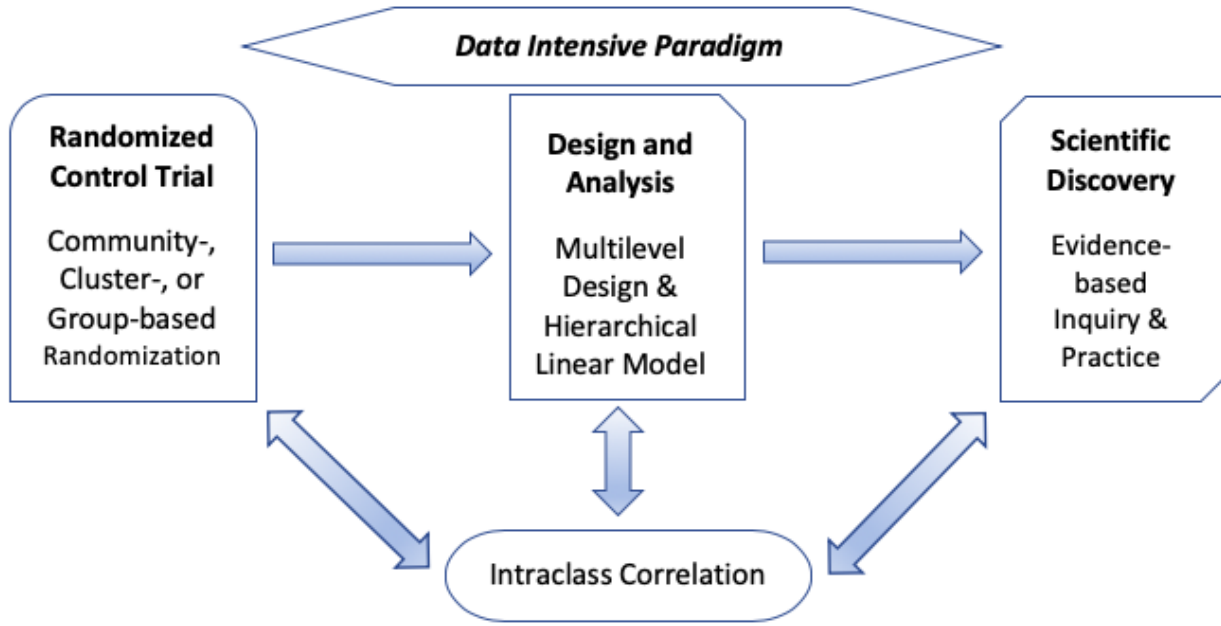 Data Intensive Paradigm
Randomized
Control Trial
Community-,
Cluster-, or
Group-based
Randomization
Design and
Analysis
Multilevel
Design &
Hierarchical
Linear Model
Scientific
Discovery
Evidence-
based
Inquiry &
Practice
Intraclass Correlation